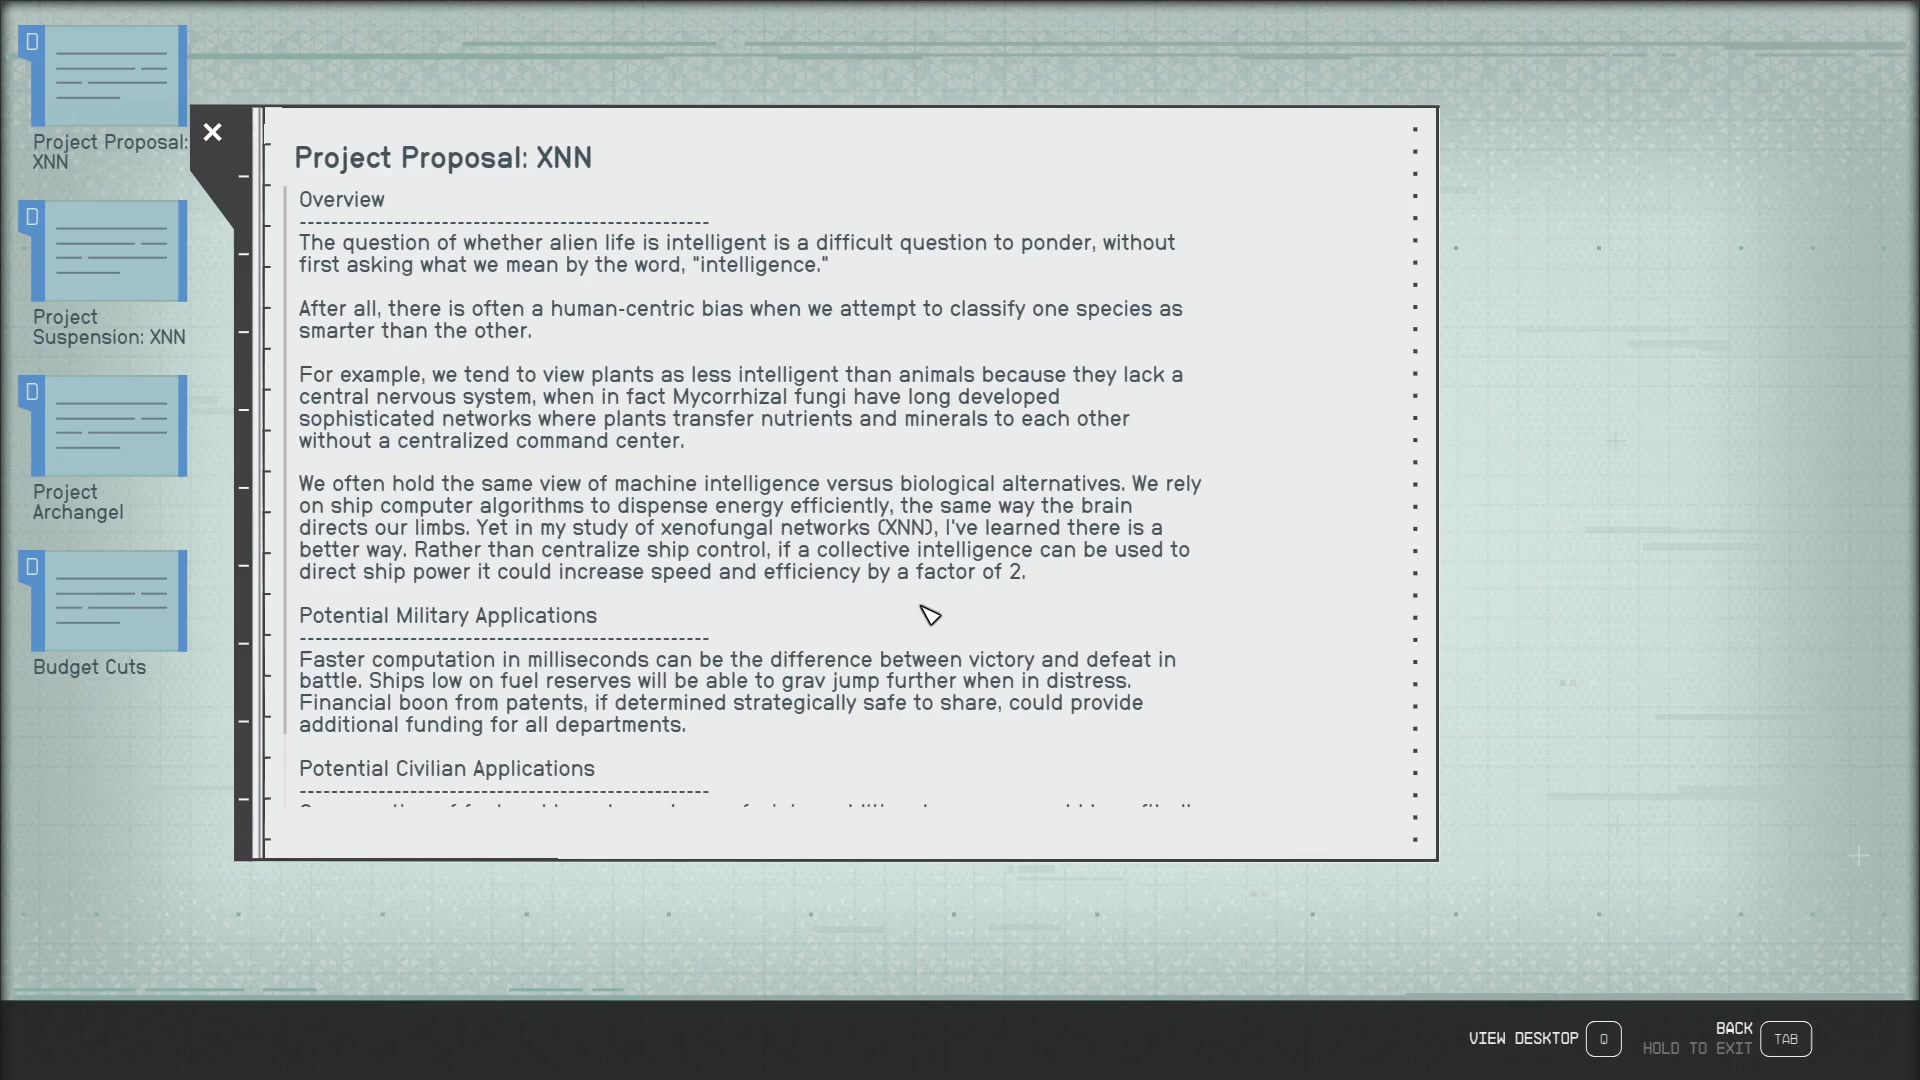 Project Proposal:
XNN
Project
Suspension: XNN
Project
Archangel
Budget Cuts
Project Proposal: XNN
Overview
----------------------------------------------------
The question of whether alien life is intelligent is a difficult question to ponder, without
first asking what we mean by the word, "intelligence."
After all, there is often a human-centric bias when we attempt to classify one species as
smarter than the other.
For example, we tend to view plants as less intelligent than animals because they lack a
central nervous system, when in fact Mycorrhizal fungi have long developed
sophisticated networks where plants transfer nutrients and minerals to each other
without a centralized command center.
We often hold the same view of machine intelligence versus biological alternatives. We rely
on ship computer algorithms to dispense energy efficiently, the same way the brain
directs our limbs. Yet in my study of xenofungal networks (XNN), I've learned there is a
better way. Rather than centralize ship control, if a collective intelligence can be used to
direct ship power it could increase speed and efficiency by a factor of 2.
Potential Military Applications
----------------------------------------------------
Faster computation in milliseconds can be the difference between victory and defeat in
battle. Ships low on fuel reserves will be able to grav jump further when in distress.
Financial boon from patents, if determined strategically safe to share, could provide
additional funding for all departments.
Potential Civilian Applications
----------------------------------------------------
VIEW DESKTOP Q
BACK
HOLD TO EXIT TAB